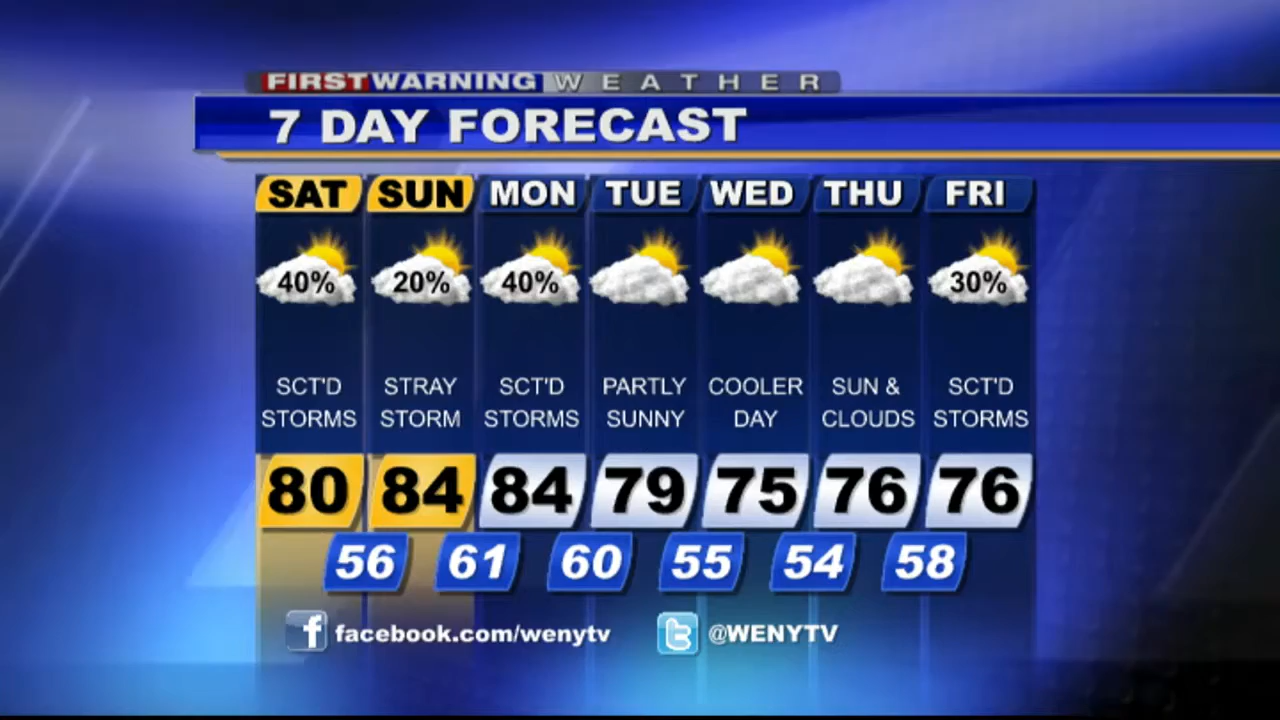 FIRST WARNING WEATHER
7 DAY FORECAST
SAT SUN MON TUE WED THU FRI
40% 20% 40% 30%
SCT'D STRAY SCT'D PARTLY COOLER SUN & SCT'D
STORMS STORM STORMS SUNNY DAY CLOUDS STORMS
80 84 84 79 75 76 76
56 61 60 55 54 58
f facebook.com/wenytv t @WENYTV